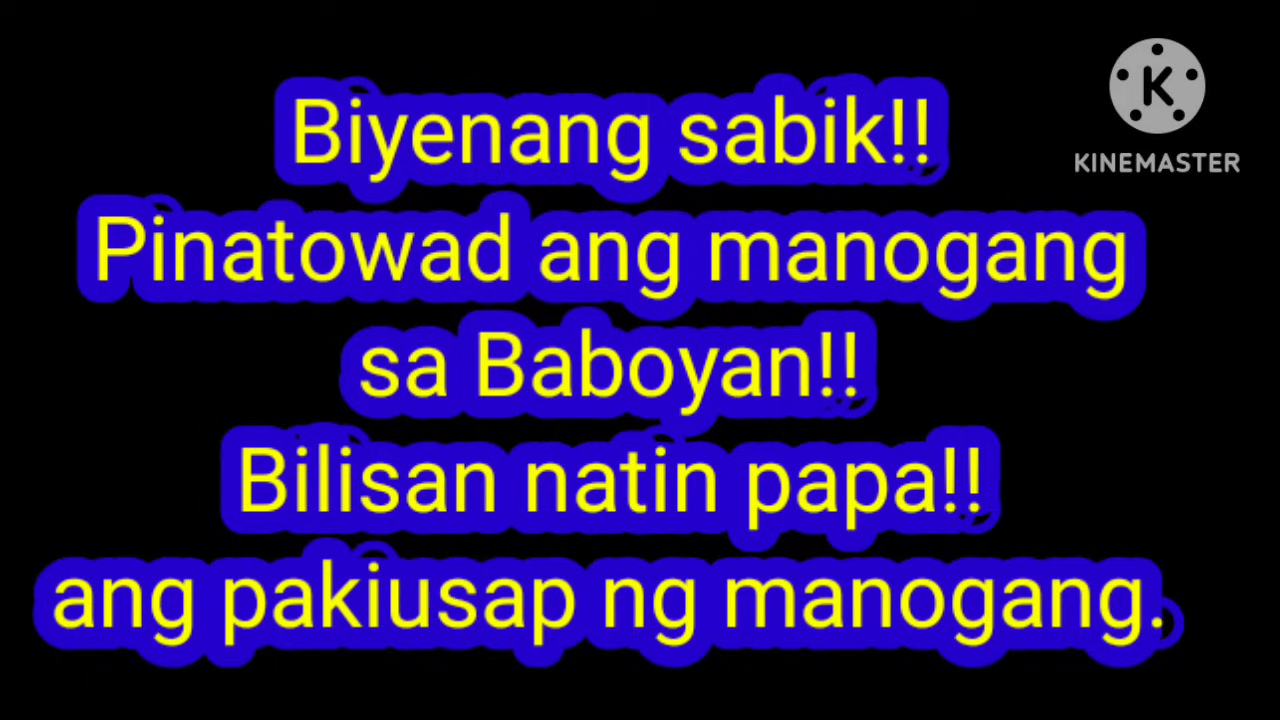 Biyenang sabik!!
KINEMASTER
Pinatowad ang manogang
sa Baboyan!!
Bilisan natin papa!!
ang pakiusap ng manogang.